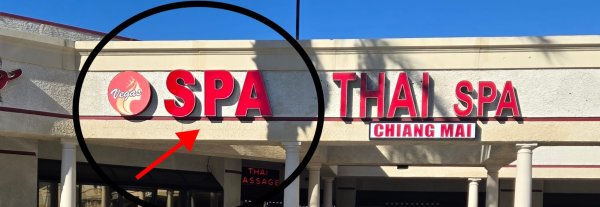 Vegas
SPA
THAI SPA
CHIANG MAI
THAI
MASSAGE